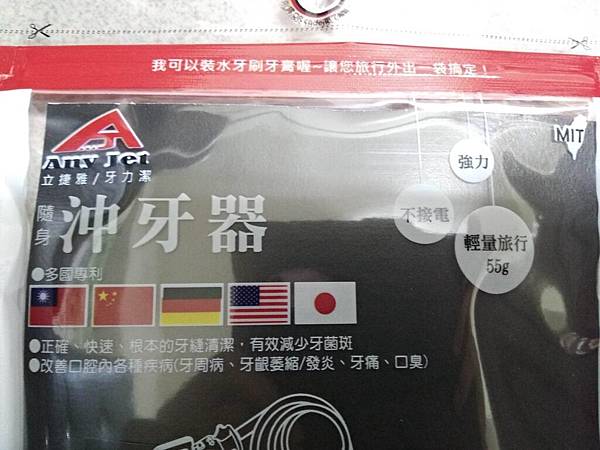 我可以裝水牙刷牙膏喔~讓您旅行外出一袋搞定！
MIT
Any Jet
立捷雅/牙力潔
強力
不接電
輕量旅行
55g
隨身
沖牙器
●多國專利
●正確、快速、根本的牙縫清潔，有效減少牙菌斑
●改善口腔內各種疾病(牙周病、牙齦萎縮/發炎、牙痛、口臭)